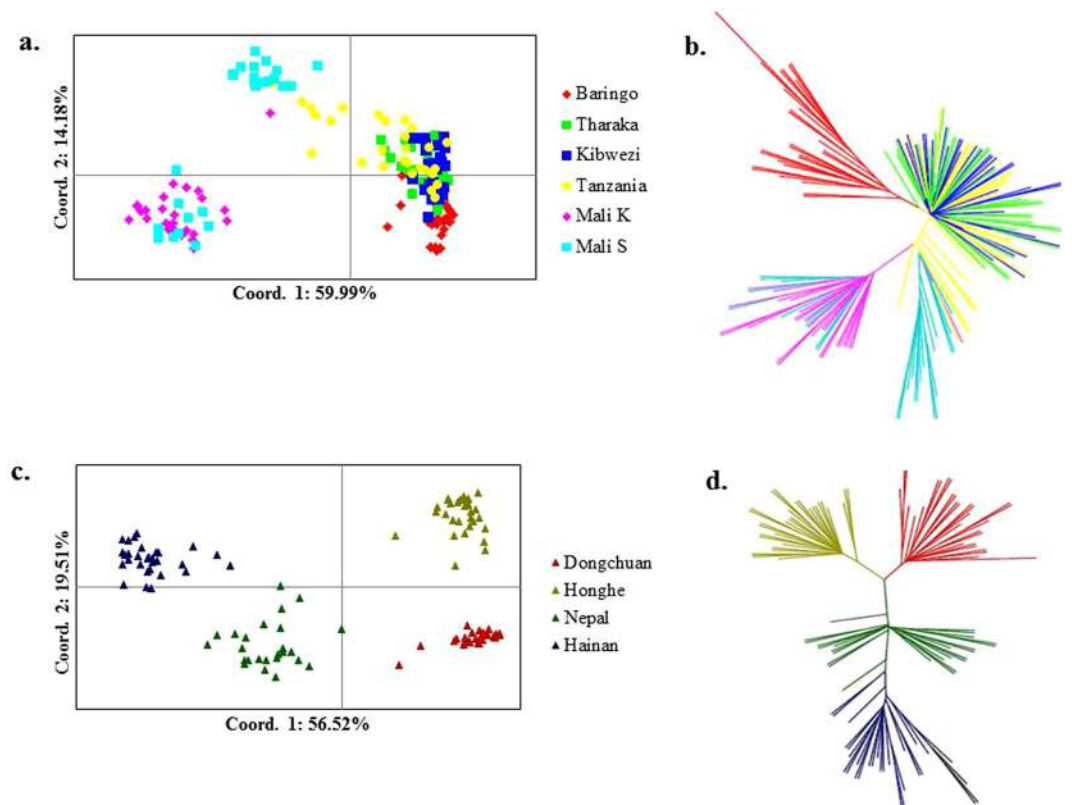 a.
Coord. 2: 14.18%
Coord. 1: 59.99%
Baringo
Tharaka
Kibwezi
Tanzania
Mali K
Mali S
b.
c.
Coord. 2: 19.51%
Coord. 1: 56.52%
Dongchuan
Honghe
Nepal
Hainan
d.